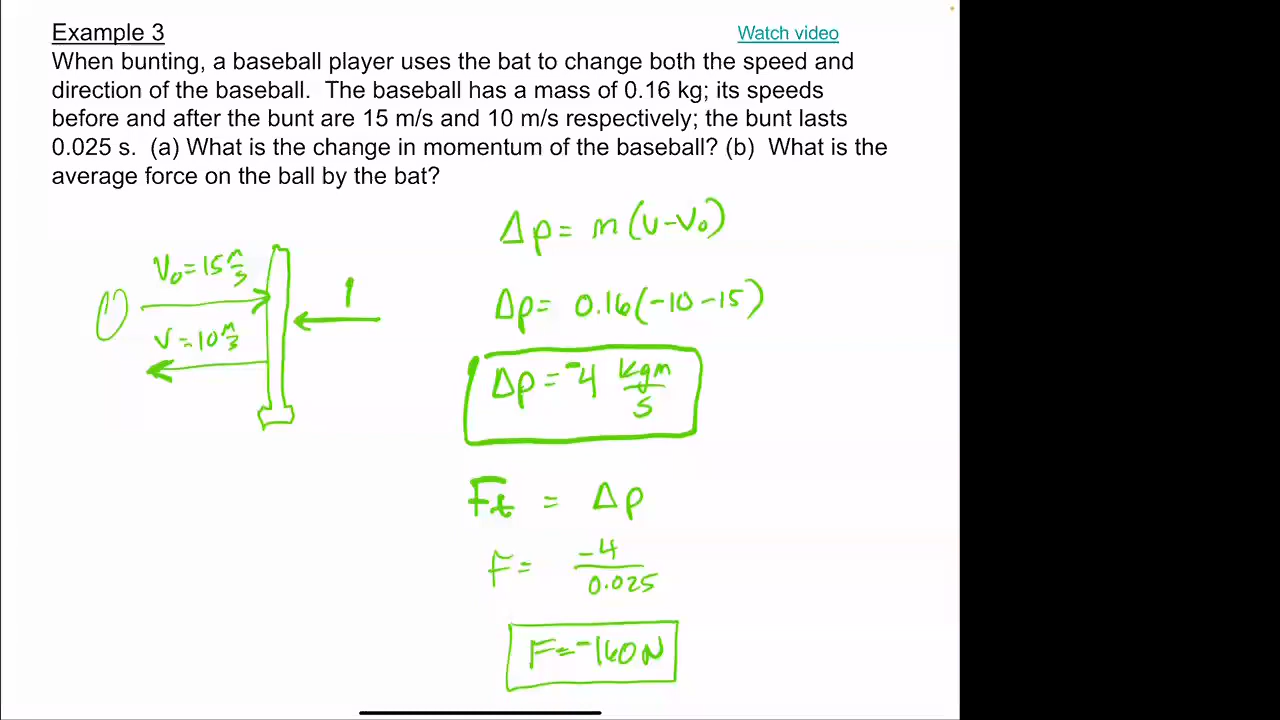 Example 3
Watch video
When bunting, a baseball player uses the bat to change both the speed and
direction of the baseball. The baseball has a mass of 0.16 kg; its speeds
before and after the bunt are 15 m/s and 10 m/s respectively; the bunt lasts
0.025 s. (a) What is the change in momentum of the baseball? (b) What is the
average force on the ball by the bat?
Δp = m(v-v₀)
V₀ = 15 m/s
Δp = 0.16(-10-15)
V = 10 m/s
Δp = -4 kgm/s
Ft = Δp
F = -4/0.025
F = -160N